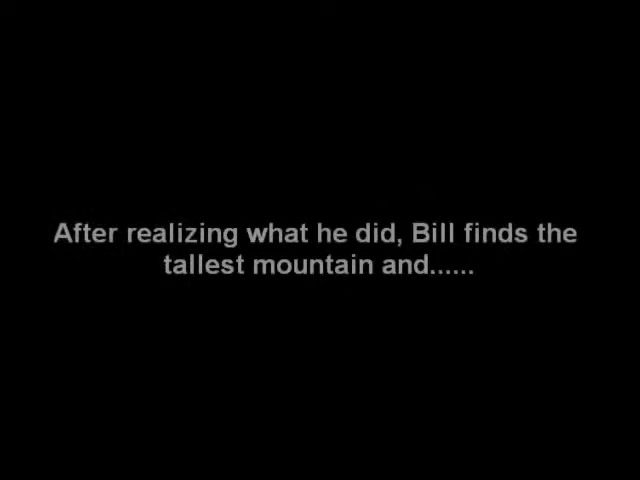 After realizing what he did, Bill finds the
tallest mountain and......